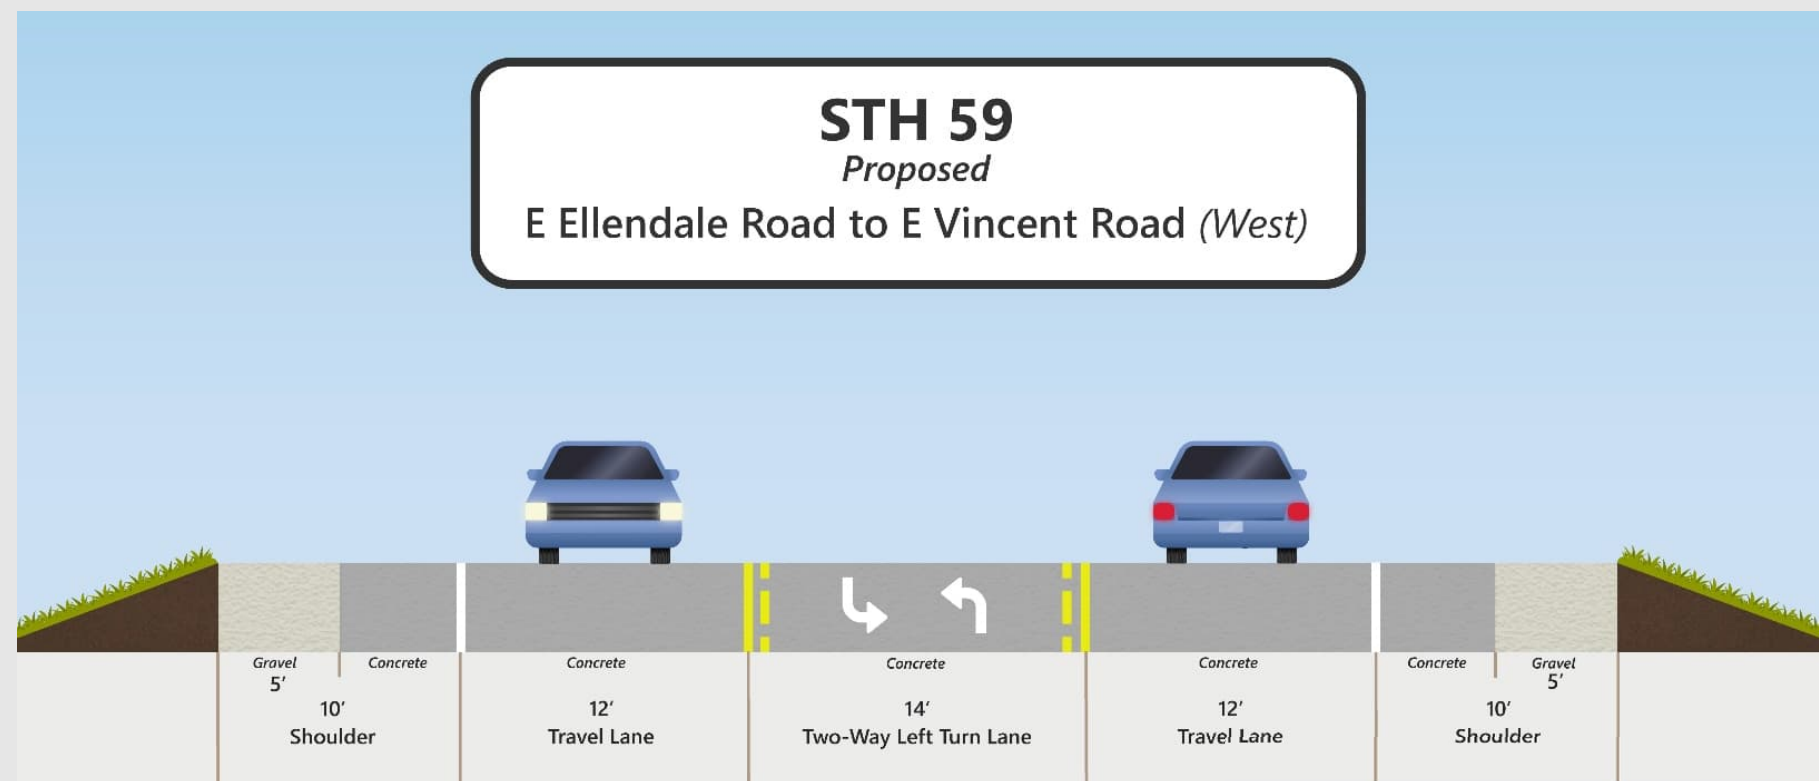 STH 59
Proposed
E Ellendale Road to E Vincent Road (West)
Gravel Concrete Concrete Concrete Concrete Concrete Gravel
5' 5'
10' 12' 14' 12' 10'
Shoulder Travel Lane Two-Way Left Turn Lane Travel Lane Shoulder